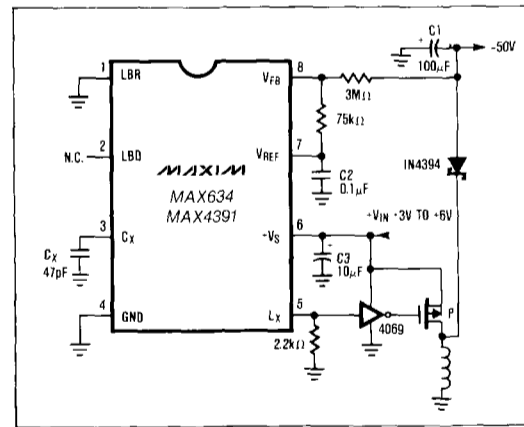 C1
+
100µF
-50V
1
LBR
VFB
8
3MΩ
75kΩ
N.C.
2
LBD
VREF
7
C2
0.1µF
IN4394
MAXIM
MAX634
MAX4391
+VIN +3V TO +6V
3
CX
+VS
6
CX
47pF
C3
10µF
4
GND
LX
5
4069
P
2.2kΩ